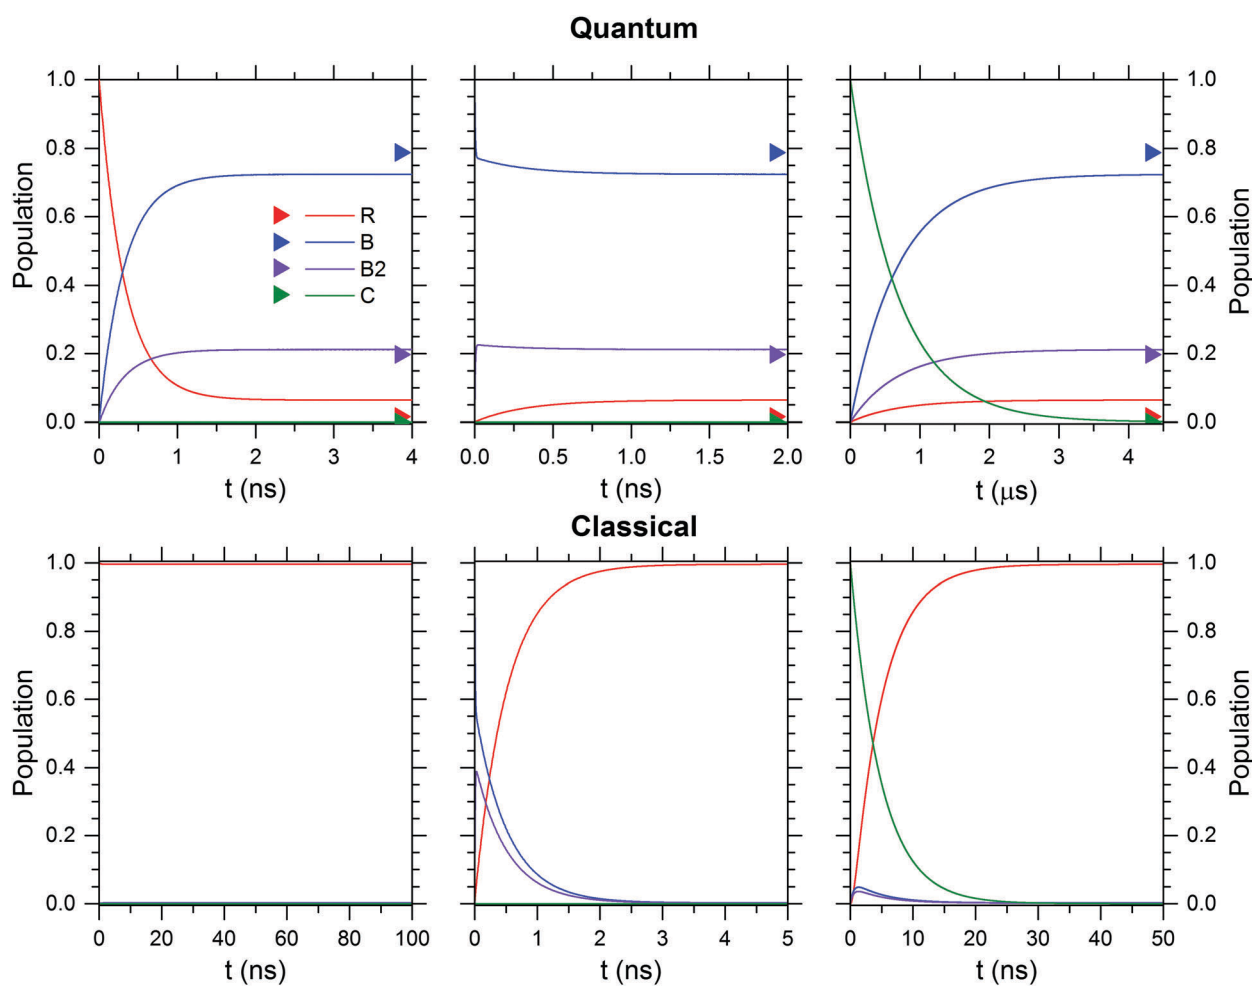 Quantum
1.0
0.8
0.6
0.4
0.2
0.0
Population
0 1 2 3 4
t (ns)
R
B
B2
C
0.0 0.5 1.0 1.5 2.0
t (ns)
0 1 2 3 4
t (μs)
1.0
0.8
0.6
0.4
0.2
0.0
Population
Classical
1.0
0.8
0.6
0.4
0.2
0.0
Population
0 20 40 60 80 100
t (ns)
0 1 2 3 4 5
t (ns)
0 10 20 30 40 50
t (ns)
1.0
0.8
0.6
0.4
0.2
0.0
Population